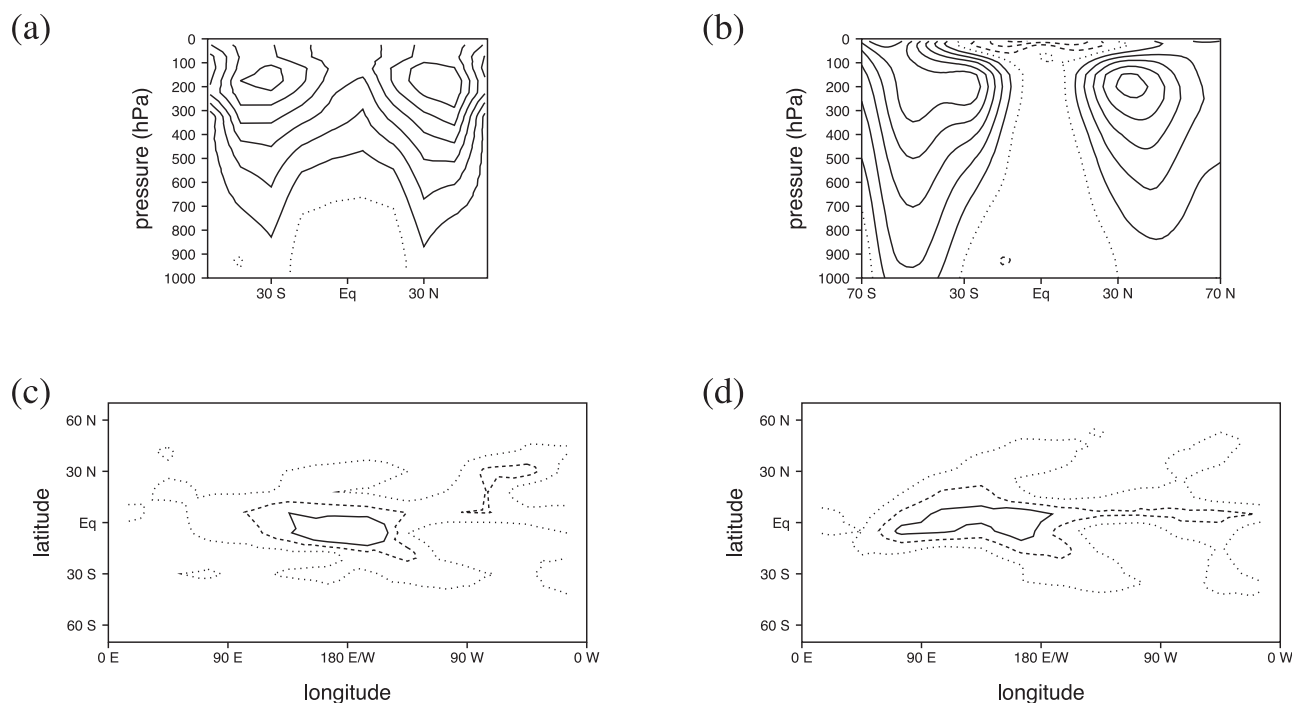 (a)
0
100
200
300
400
500
600
700
800
900
1000
pressure (hPa)
30 S
Eq
30 N
(b)
0
100
200
300
400
500
600
700
800
900
1000
pressure (hPa)
70 S
30 S
Eq
30 N
70 N
(c)
60 N
30 N
Eq
30 S
60 S
latitude
0 E
90 E
180 E/W
90 W
0 W
longitude
(d)
60 N
30 N
Eq
30 S
60 S
latitude
0 E
90 E
180 E/W
90 W
0 W
longitude